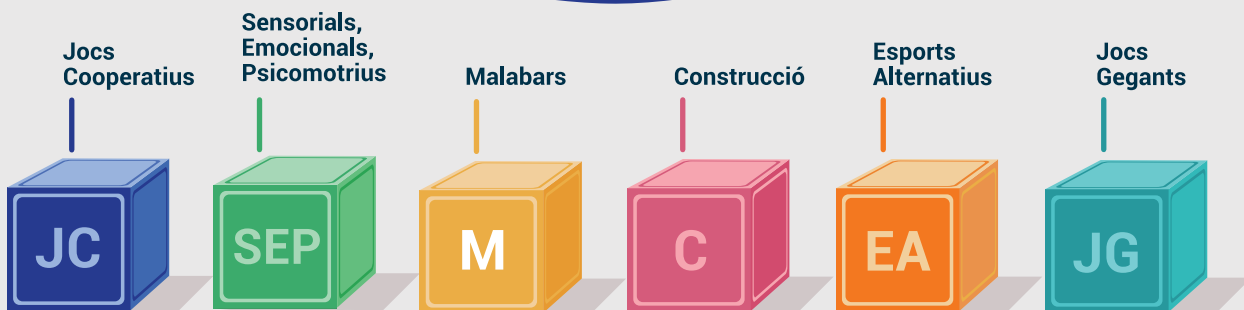 Jocs
Cooperatius
Sensorials,
Emocionals,
Psicomotrius
Malabars
Construcció
Esports
Alternatius
Jocs
Gegants
JC
SEP
M
C
EA
JG